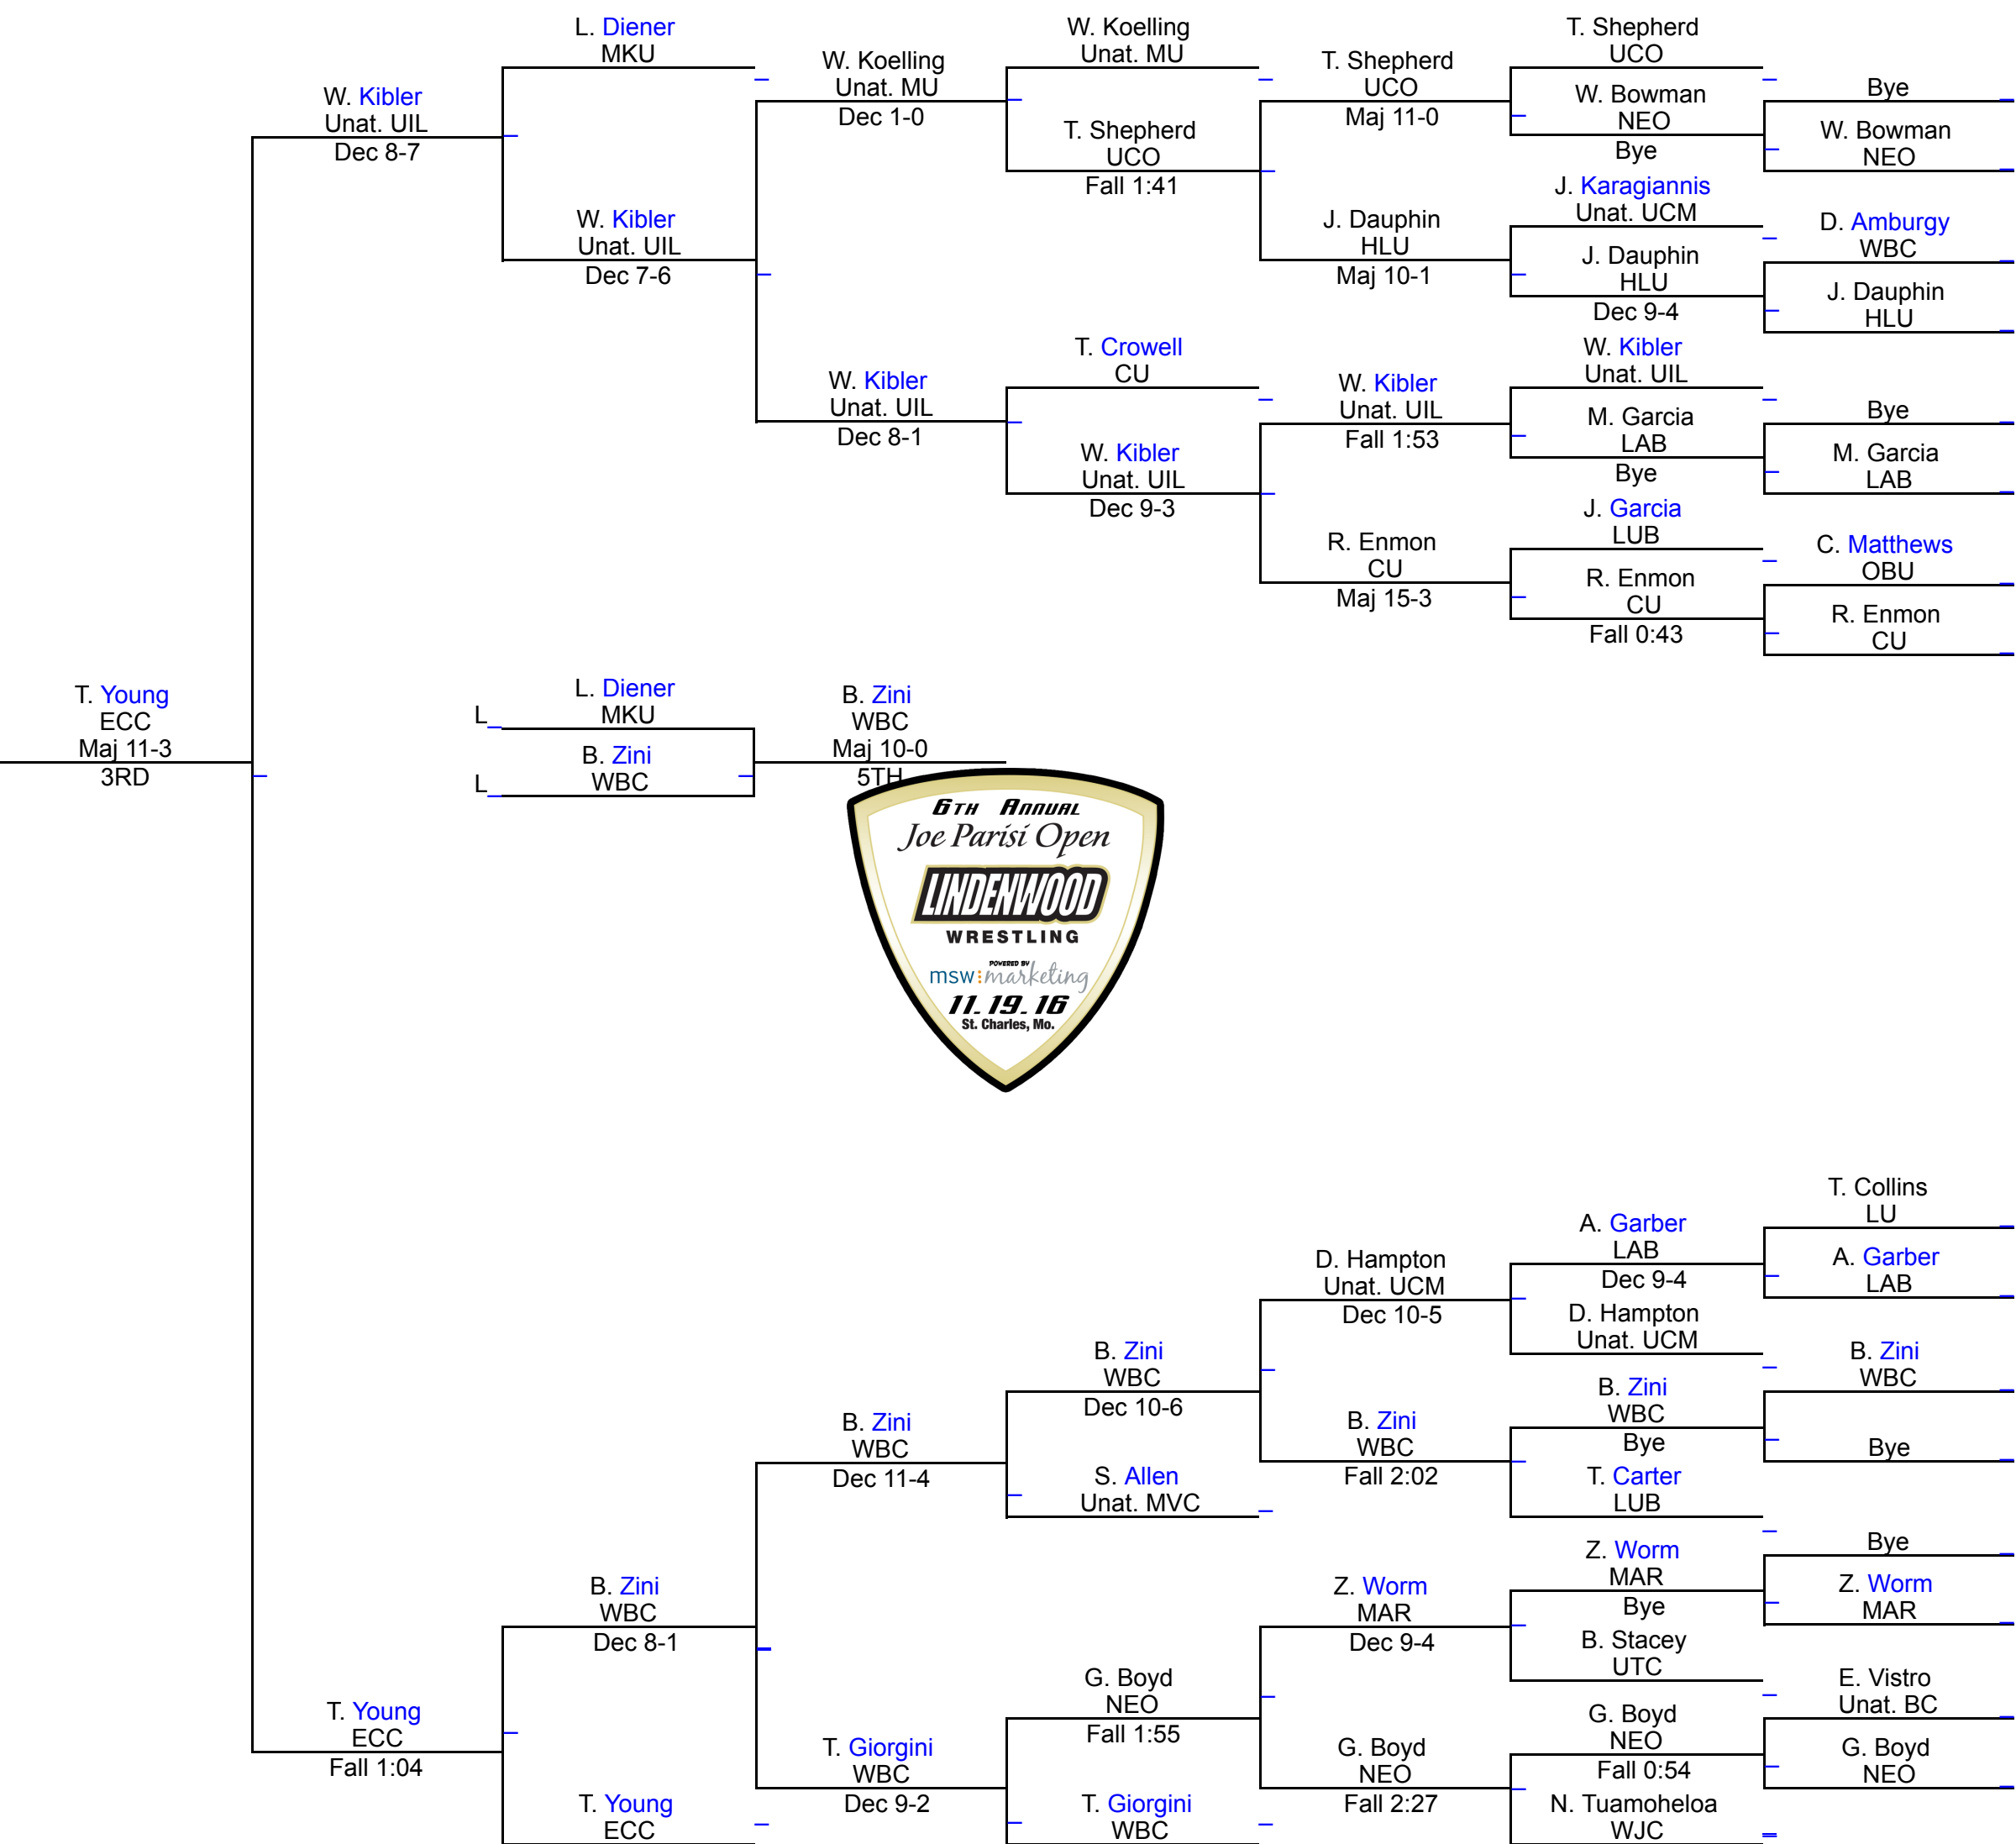 L. Diener
MKU
W. Koelling
Unat. MU
T. Shepherd
UCO
W. Koelling
Unat. MU
Dec 1-0
T. Shepherd
UCO
Maj 11-0
Bye
W. Kibler
Unat. UIL
Dec 8-7
W. Bowman
NEO
Bye
T. Shepherd
UCO
Fall 1:41
W. Bowman
NEO
J. Karagiannis
Unat. UCM
W. Kibler
Unat. UIL
Dec 7-6
J. Dauphin
HLU
Maj 10-1
D. Amburgy
WBC
J. Dauphin
HLU
Dec 9-4
J. Dauphin
HLU
T. Crowell
CU
W. Kibler
Unat. UIL
W. Kibler
Unat. UIL
Dec 8-1
W. Kibler
Unat. UIL
Fall 1:53
Bye
M. Garcia
LAB
Bye
W. Kibler
Unat. UIL
Dec 9-3
M. Garcia
LAB
J. Garcia
LUB
R. Enmon
CU
Maj 15-3
C. Matthews
OBU
R. Enmon
CU
Fall 0:43
R. Enmon
CU
T. Young
ECC
Maj 11-3
3RD
L
L. Diener
MKU
B. Zini
WBC
Maj 10-0
5TH
L
B. Zini
WBC
6TH ANNUAL
Joe Parisi Open
LINDENWOOD
WRESTLING
POWERED BY
msw marketing
11.19.16
St. Charles, Mo.
T. Collins
LU
A. Garber
LAB
Dec 9-4
D. Hampton
Unat. UCM
Dec 10-5
A. Garber
LAB
D. Hampton
Unat. UCM
B. Zini
WBC
Dec 10-6
B. Zini
WBC
B. Zini
WBC
Bye
B. Zini
WBC
Dec 11-4
B. Zini
WBC
Fall 2:02
Bye
S. Allen
Unat. MVC
T. Carter
LUB
Bye
Z. Worm
MAR
Bye
B. Zini
WBC
Dec 8-1
Z. Worm
MAR
Dec 9-4
Z. Worm
MAR
B. Stacey
UTC
G. Boyd
NEO
Fall 1:55
E. Vistro
Unat. BC
T. Young
ECC
Fall 1:04
G. Boyd
NEO
Fall 0:54
T. Giorgini
WBC
Dec 9-2
G. Boyd
NEO
Fall 2:27
G. Boyd
NEO
T. Young
ECC
T. Giorgini
WBC
N. Tuamoheloa
WJC